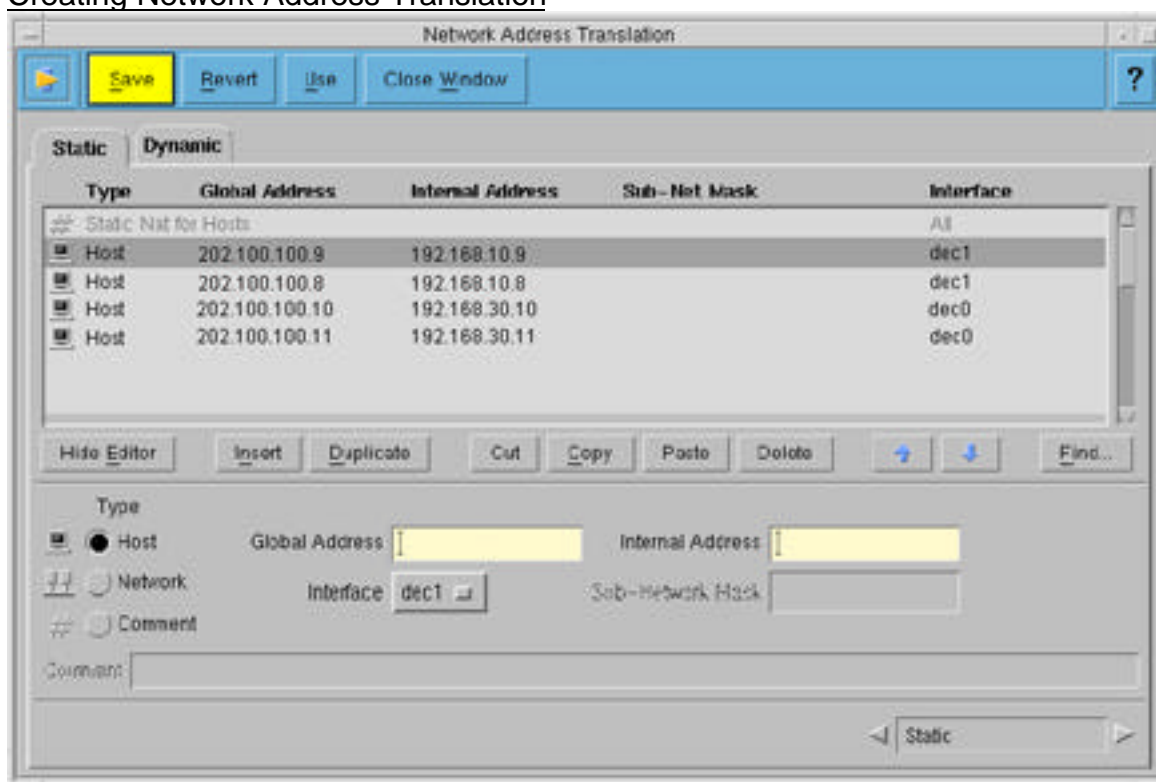 Creating Network Address Translation
Network Address Translation
Save Revert Use Close Window ?
Static Dynamic
Type Global Address Internal Address Sub-Net Mask Interface
# Static Nat for Hosts All
Host 202.100.100.9 192.168.10.9 dec1
Host 202.100.100.8 192.168.10.8 dec1
Host 202.100.100.10 192.168.30.10 dec0
Host 202.100.100.11 192.168.30.11 dec0
Hide Editor Insert Duplicate Cut Copy Paste Delete Find...
Type
Host Global Address Internal Address
Network Interface dec1 Sub-Network Mask
# Comment
Comment
Static